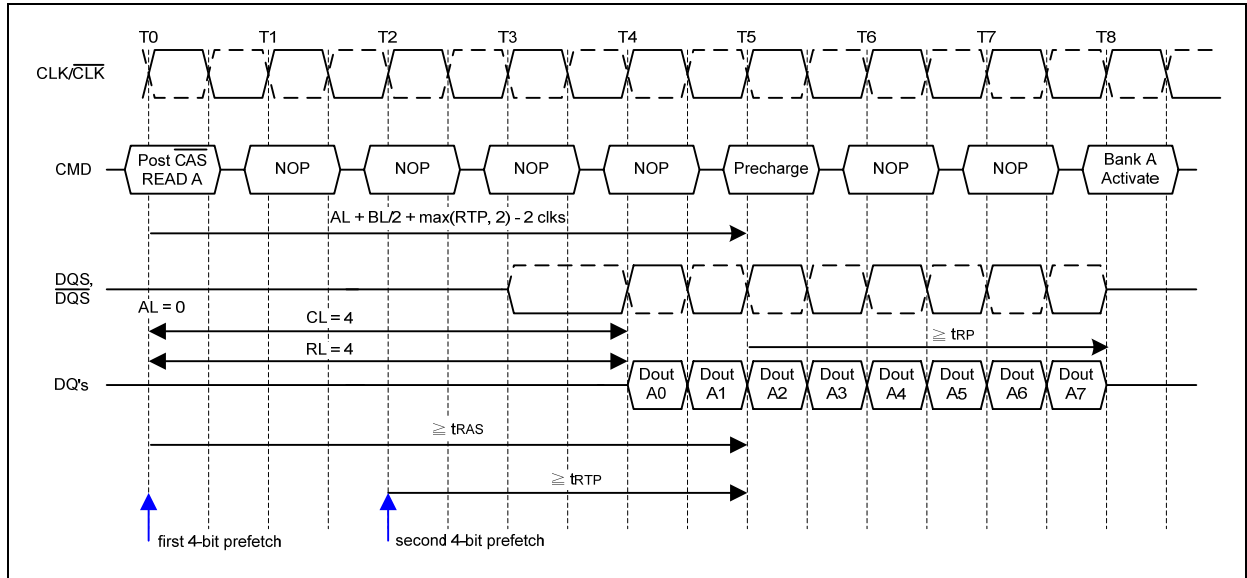 T0 T1 T2 T3 T4 T5 T6 T7 T8
CLK/CLK
CMD
Post CAS
READ A
NOP
NOP
NOP
NOP
Precharge
NOP
NOP
Bank A
Activate
AL + BL/2 + max(RTP, 2) - 2 clks
DQS,
DQS
AL = 0
CL = 4
≧ tRP
RL = 4
DQ's
Dout
A0
Dout
A1
Dout
A2
Dout
A3
Dout
A4
Dout
A5
Dout
A6
Dout
A7
≧ tRAS
≧ tRTP
first 4-bit prefetch
second 4-bit prefetch